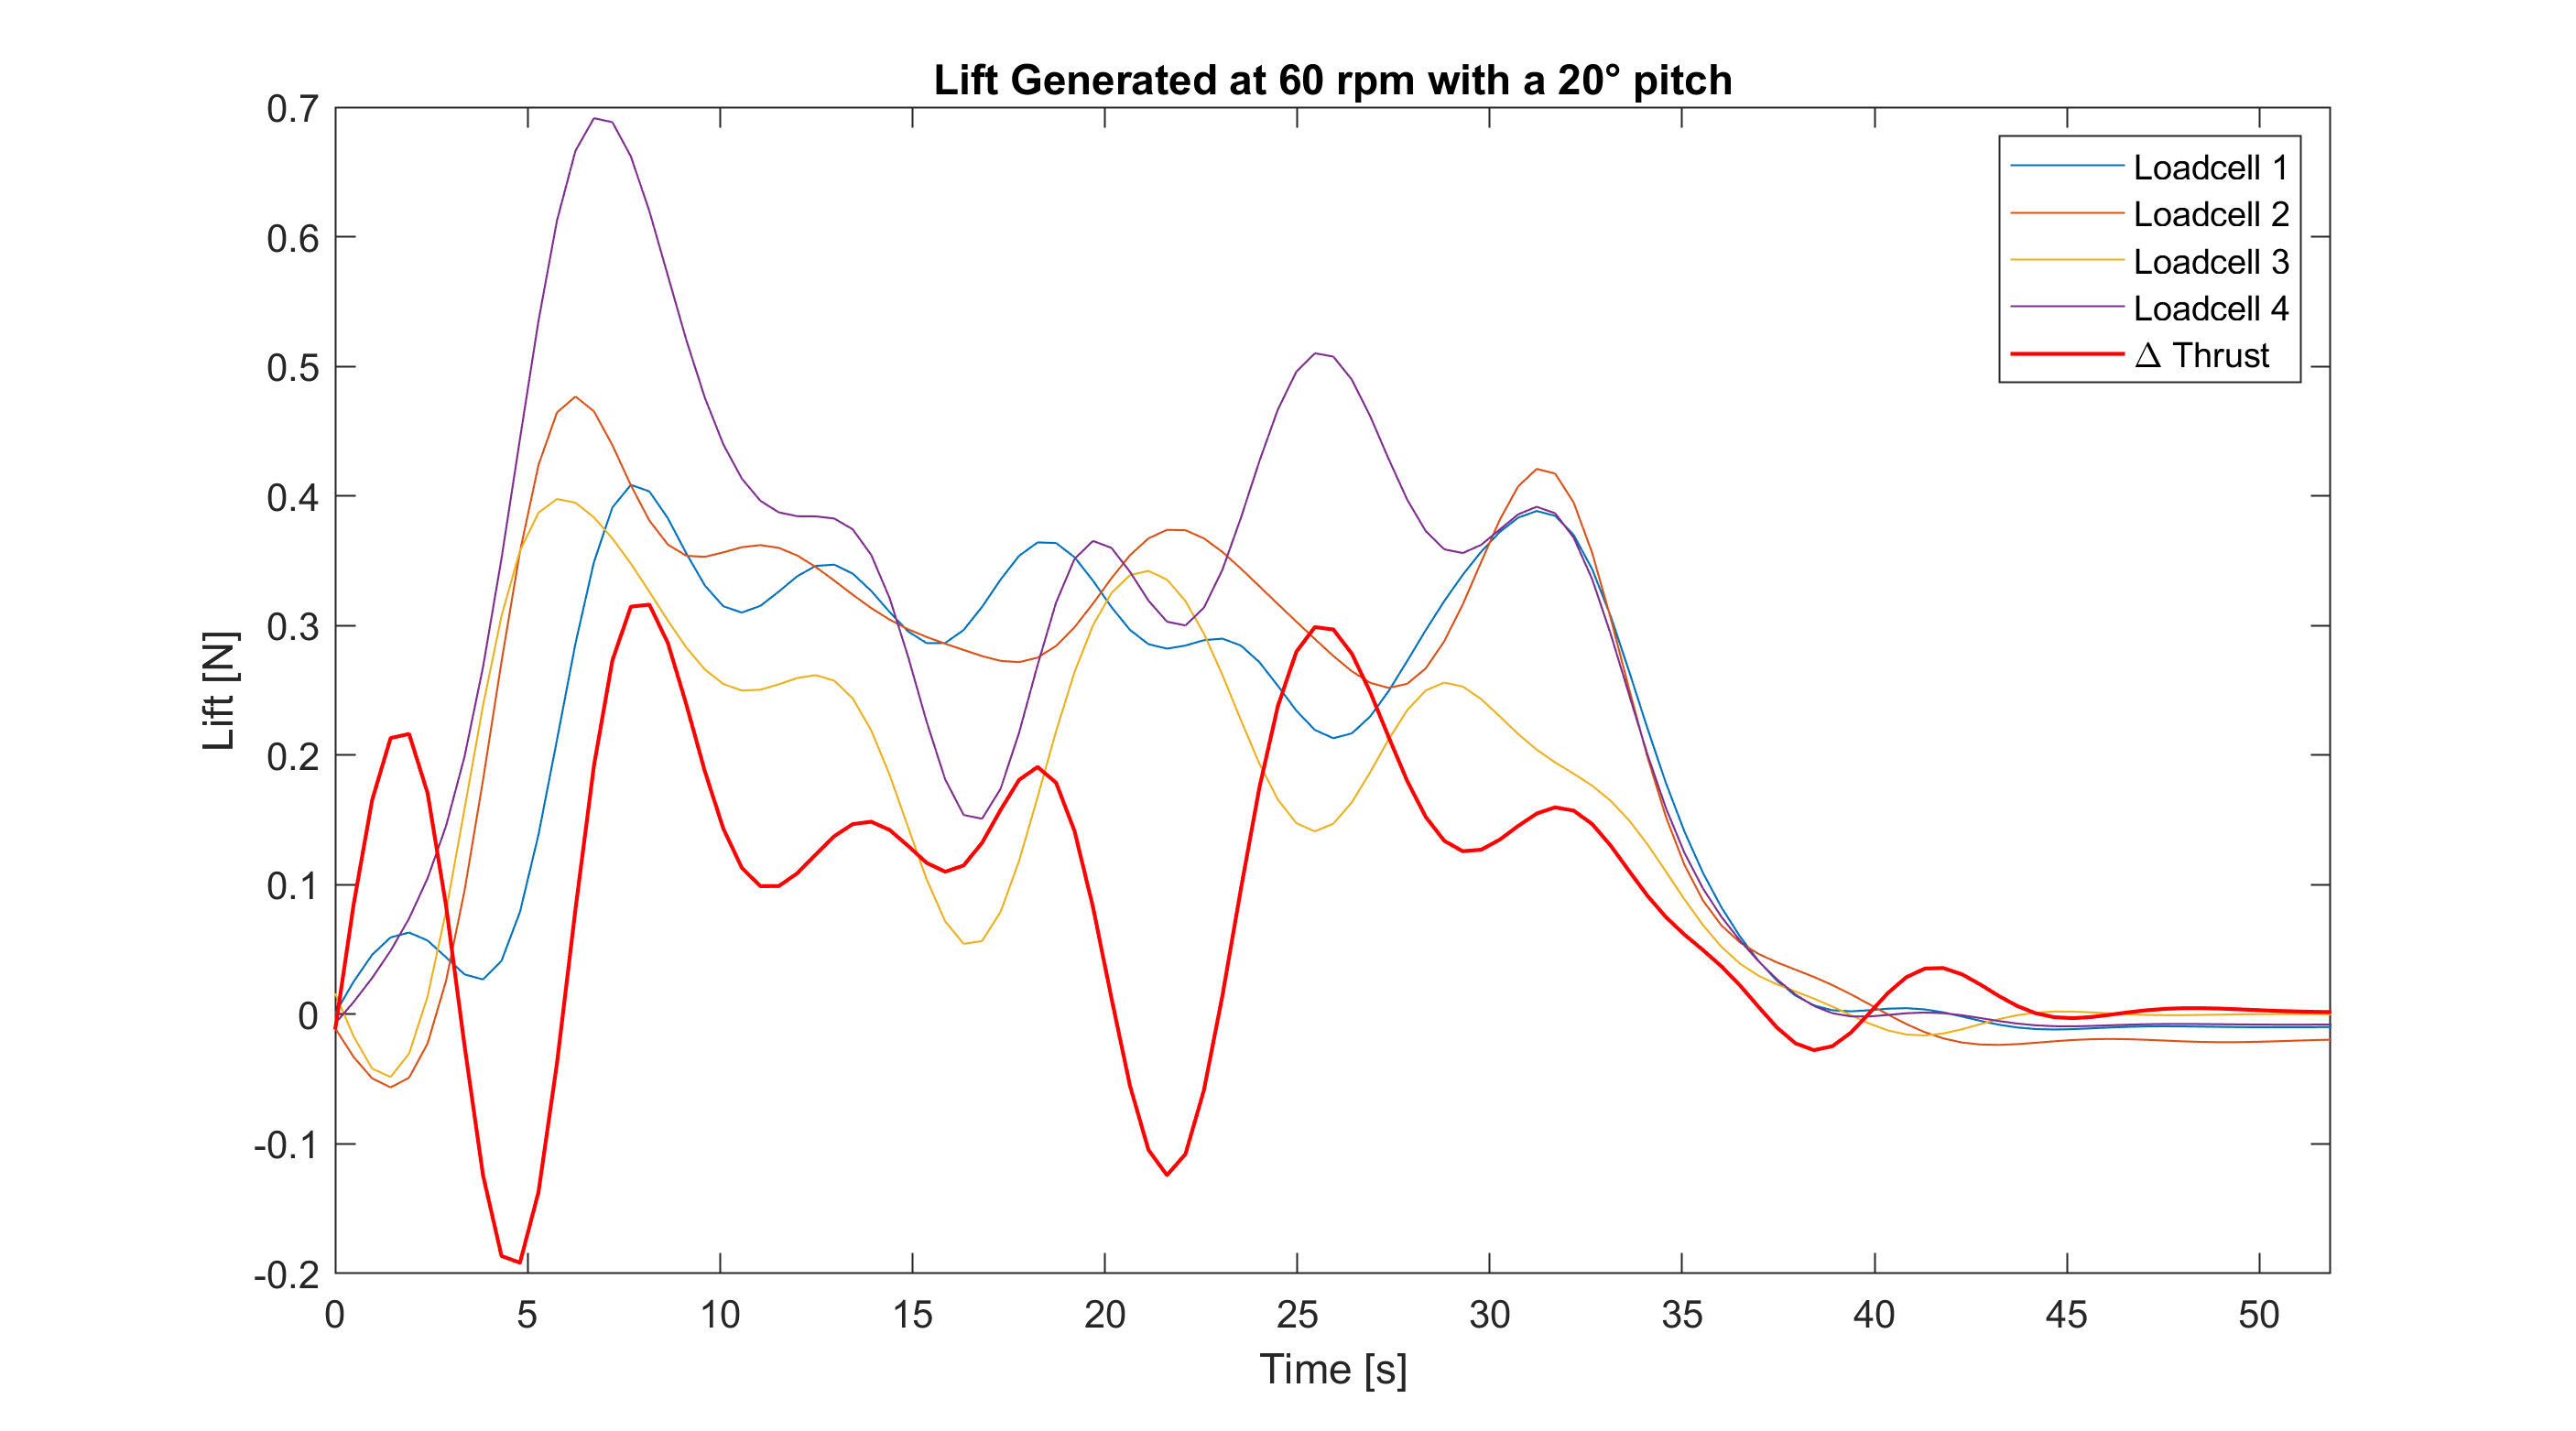 Lift Generated at 60 rpm with a 20° pitch
0.7
0.6
0.5
0.4
0.3
0.2
0.1
0
-0.1
-0.2
Lift [N]
Loadcell 1
Loadcell 2
Loadcell 3
Loadcell 4
Δ Thrust
0 5 10 15 20 25 30 35 40 45 50
Time [s]